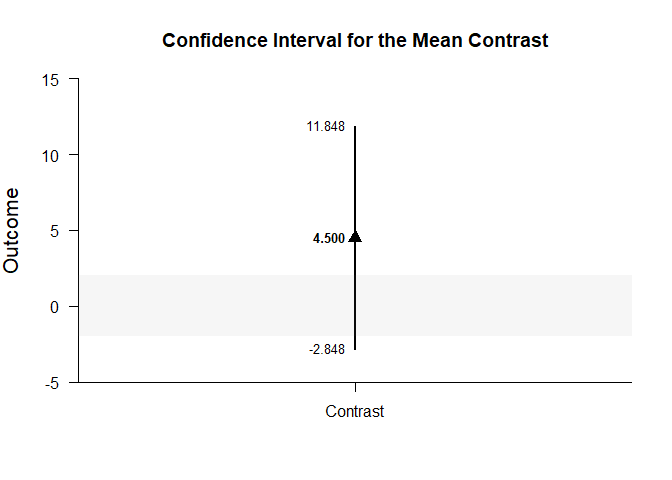 Confidence Interval for the Mean Contrast
15
10
5
0
-5
Outcome
11.848
4.500
-2.848
Contrast